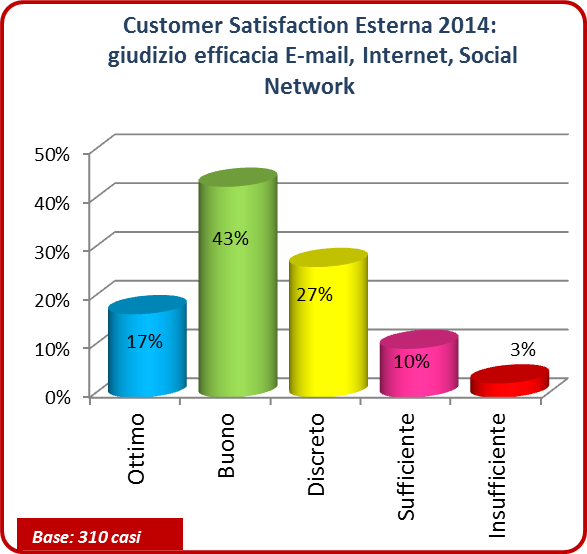 Customer Satisfaction Esterna 2014:
giudizio efficacia E-mail, Internet, Social
Network
50%
40%
30%
20%
10%
0%
17%
43%
27%
10%
3%
Ottimo
Buono
Discreto
Sufficiente
Insufficiente
Base: 310 casi